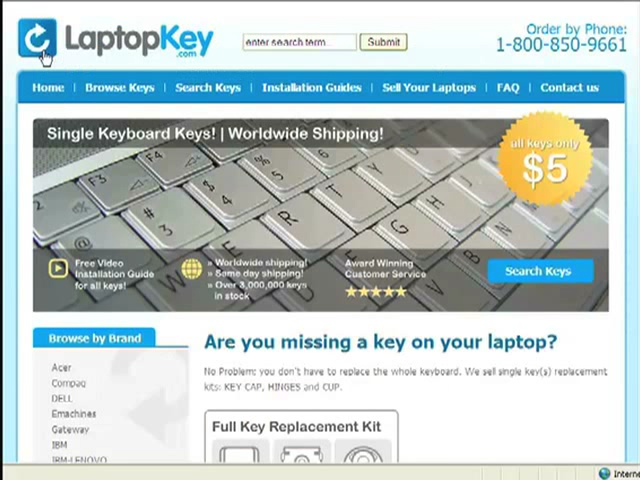 LaptopKey
.com
enter search term...
Submit
Order by Phone:
1-800-850-9661
Home | Browse Keys | Search Keys | Installation Guides | Sell Your Laptops | FAQ | Contact us
Single Keyboard Keys! | Worldwide Shipping!
all keys only
$5
Free Video
Installation Guide
for all keys!
» Worldwide shipping!
» Same day shipping!
» Over 3,000,000 keys
in stock
Award Winning
Customer Service
Search Keys
Browse by Brand
Acer
Compaq
DELL
Emachines
Gateway
IBM
IBM-LENOVO
Are you missing a key on your laptop?
No Problem: you don't have to replace the whole keyboard. We sell single key(s) replacement
kits: KEY CAP, HINGES and CUP.
Full Key Replacement Kit